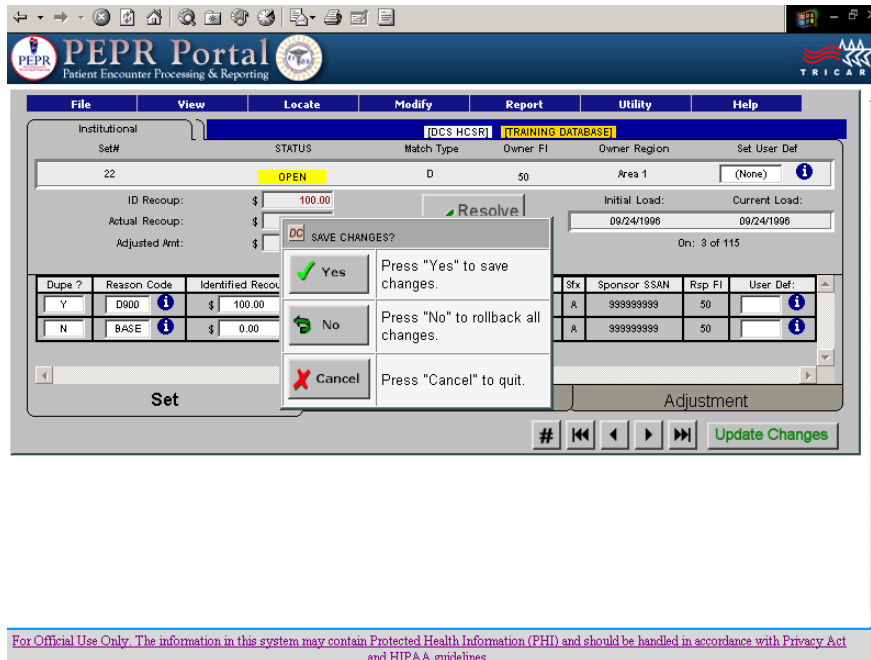 PEPR PEPR Portal
Patient Encounter Processing & Reporting
TRICAR
File View Locate Modify Report Utility Help
Institutional [DCS HCSR] [TRAINING DATABASE]
Set# STATUS Match Type Owner FI Owner Region Set User Def
22 OPEN D 50 Area 1 (None)
ID Recoup: $ 100.00 Resolve Initial Load: Current Load:
Actual Recoup: $ 09/24/1996 09/24/1996
Adjusted Amt: $ On: 3 of 115
DC SAVE CHANGES?
Yes Press "Yes" to save
changes.
No Press "No" to rollback all
changes.
Cancel Press "Cancel" to quit.
Dupe ? Reason Code Identified Recou Sfx Sponsor SSAN Rsp FI User Def:
Y D900 $ 100.00 A 999999999 50
N BASE $ 0.00 A 999999999 50
Set Adjustment
# Update Changes
For Official Use Only. The information in this system may contain Protected Health Information (PHI) and should be handled in accordance with Privacy Act
and HIPAA guidelines